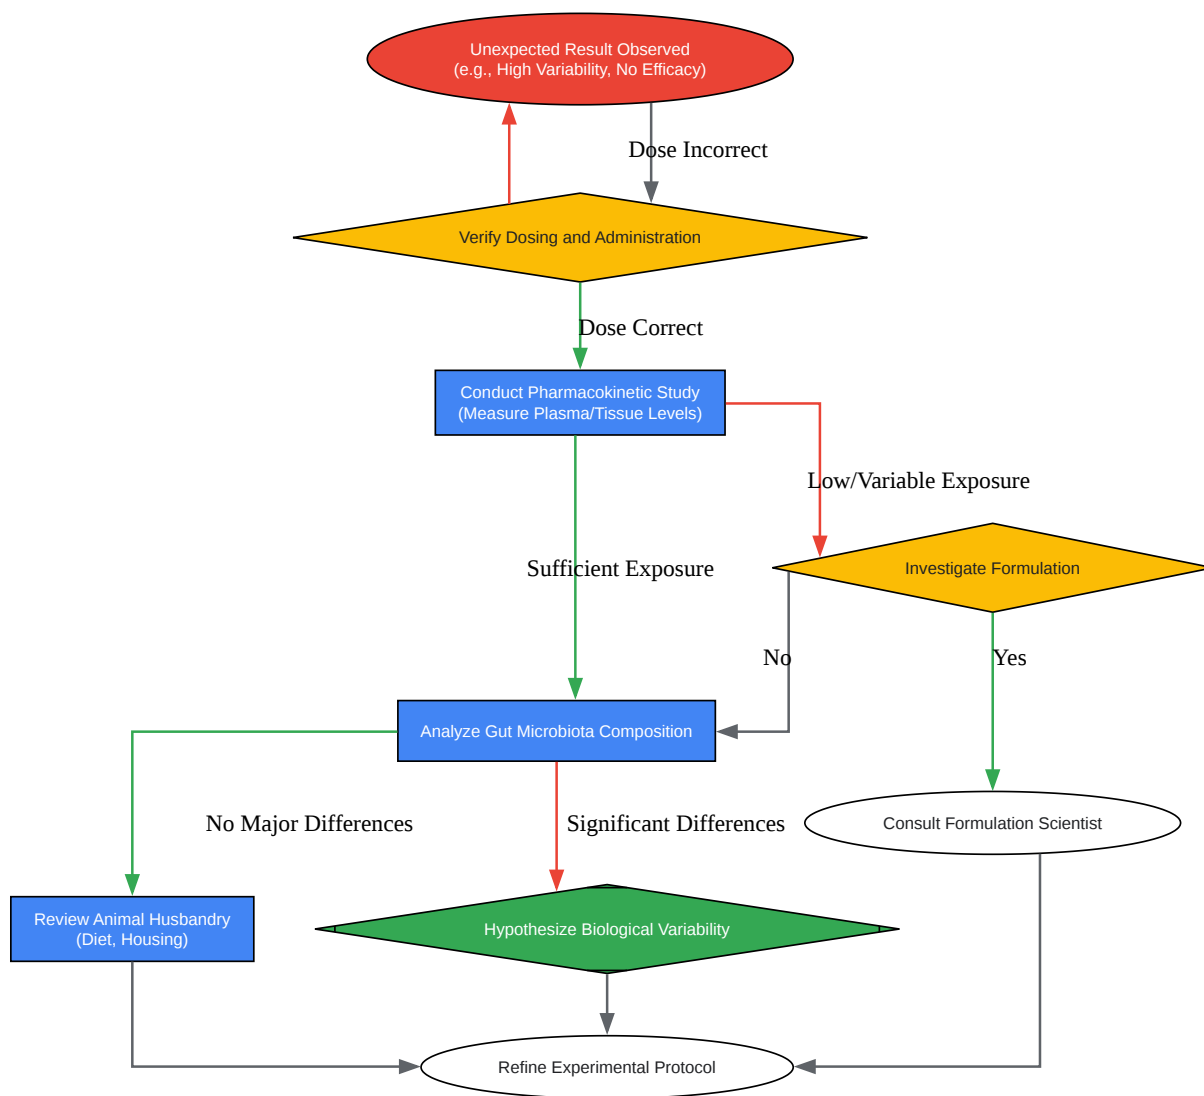 Unexpected Result Observed
(e.g., High Variability, No Efficacy)
Dose Incorrect
Verify Dosing and Administration
Dose Correct
Conduct Pharmacokinetic Study
(Measure Plasma/Tissue Levels)
Low/Variable Exposure
Sufficient Exposure
Investigate Formulation
No
Yes
Analyze Gut Microbiota Composition
No Major Differences
Significant Differences
Consult Formulation Scientist
Review Animal Husbandry
(Diet, Housing)
Hypothesize Biological Variability
Refine Experimental Protocol